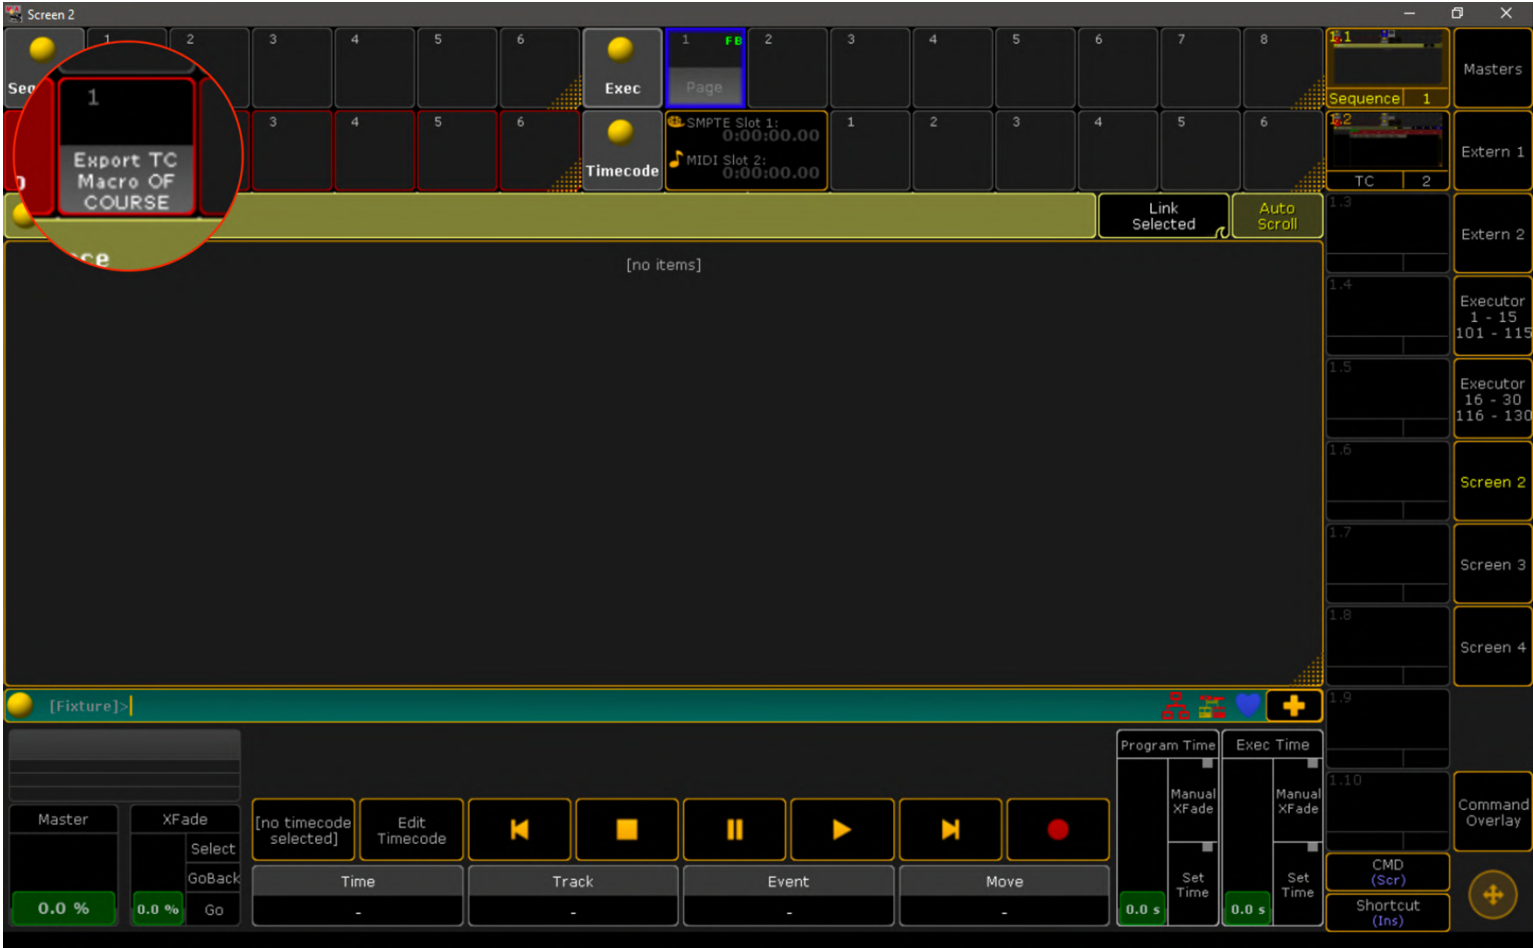 Screen 2
1
2
3
4
5
6
Exec
1
FB
Page
2
3
4
5
6
7
8
1.1
Sequence 1
Masters
1
Export TC
Macro OF
COURSE
3
4
5
6
Timecode
SMPTE Slot 1:
0:00:00.00
MIDI Slot 2:
0:00:00.00
1
2
3
4
5
6
TC 2
Extern 1
Link
Selected
Auto
Scroll
1.3
Extern 2
[no items]
1.4
Executor
1 - 15
101 - 115
1.5
Executor
16 - 30
116 - 130
1.6
Screen 2
1.7
Screen 3
1.8
Screen 4
[Fixture]>
1.9
Program Time
Exec Time
Manual
XFade
Manual
XFade
1.10
Command
Overlay
Master
XFade
Select
GoBack
Go
0.0 %
0.0 %
[no timecode
selected]
Edit
Timecode
Time
Track
Event
Move
-
-
-
-
Set
Time
Set
Time
0.0 s
0.0 s
CMD
(Scr)
Shortcut
(Ins)